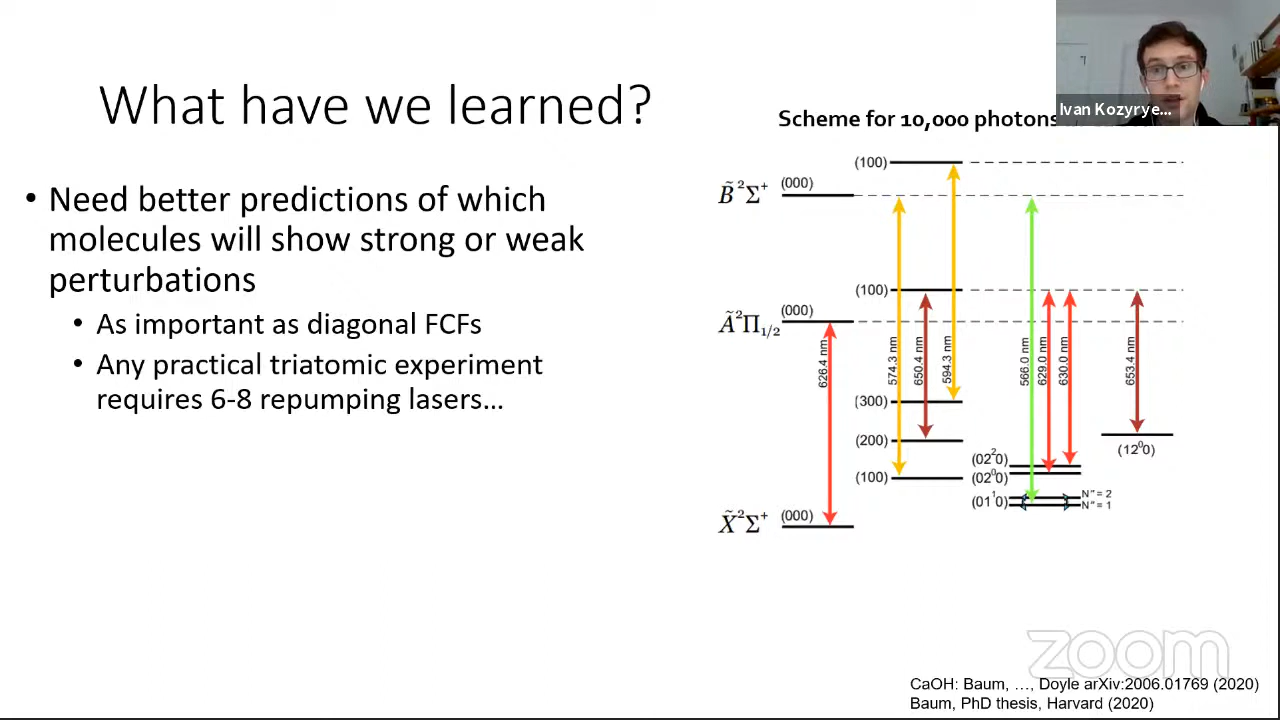 What have we learned?
Ivan Kozyrye...
Scheme for 10,000 photons
• Need better predictions of which
molecules will show strong or weak
perturbations
• As important as diagonal FCFs
• Any practical triatomic experiment
requires 6-8 repumping lasers…
(100)
B̃ ²Σ⁺ (000)
(100)
Ã²Π₁/₂ (000)
626.4 nm
574.3 nm
650.4 nm
594.3 nm
566.0 nm
629.0 nm
630.0 nm
653.4 nm
(300)
(200)
(12⁰0)
(02²0)
(100)
(02⁰0)
(01¹0)
N″ = 2
N″ = 1
X̃²Σ⁺ (000)
zoom
CaOH: Baum, …, Doyle arXiv:2006.01769 (2020)
Baum, PhD thesis, Harvard (2020)